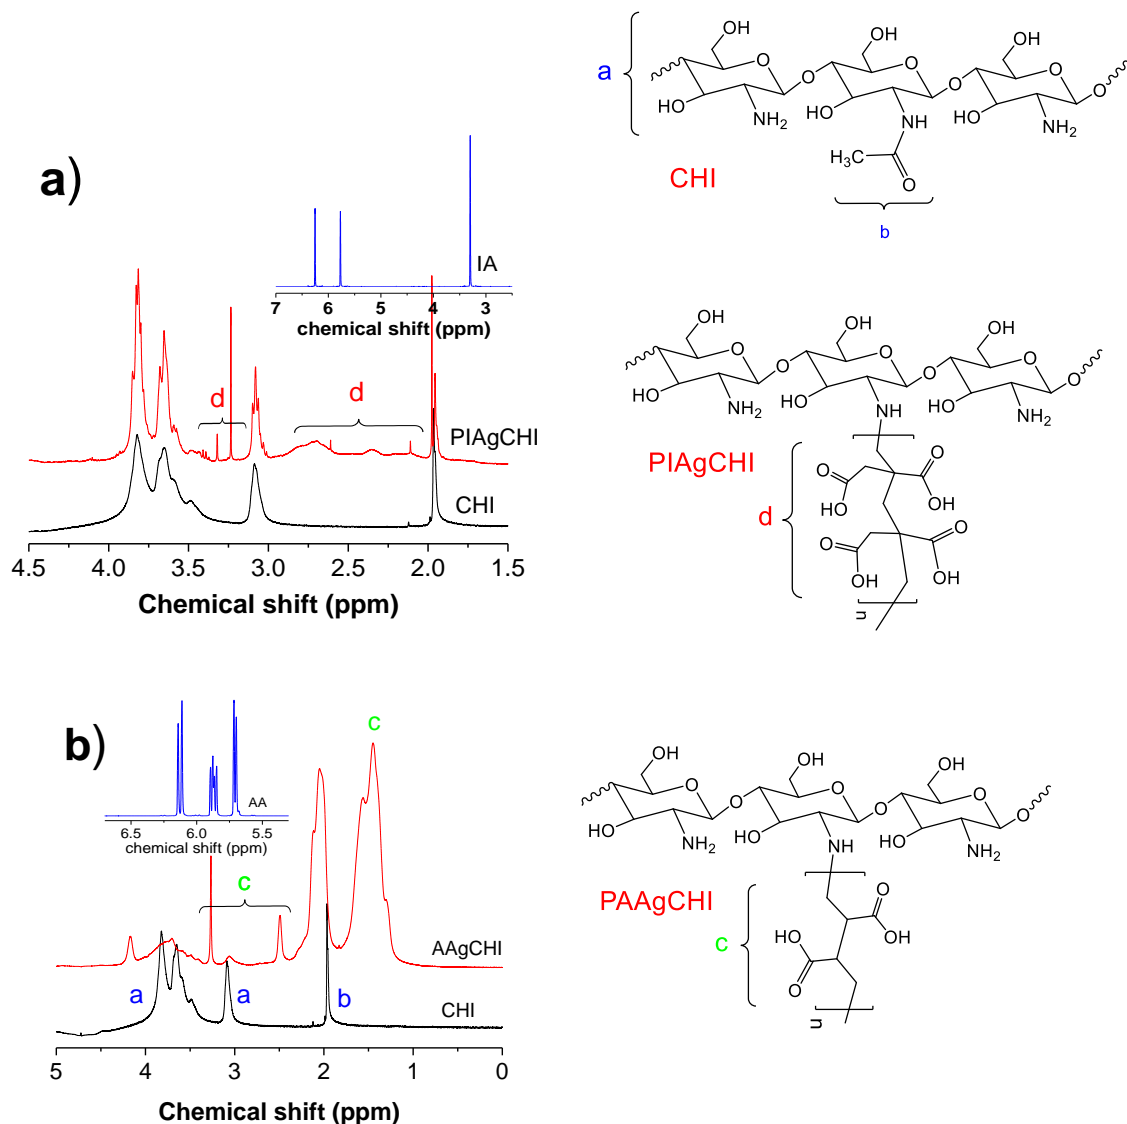 a)
IA
7 6 5 4 3
chemical shift (ppm)
d
d
PIAgCHI
CHI
4.5 4.0 3.5 3.0 2.5 2.0 1.5
Chemical shift (ppm)
a
OH
OH
OH
O
O
O
O
O
O
HO
NH2
HO
NH
HO
NH2
H3C
O
CHI
b
OH
OH
OH
O
O
O
O
O
O
HO
NH2
HO
NH
HO
NH2
PIAgCHI
O
O
HO
OH
d
O
O
OH
OH
n
b)
AA
6.5 6.0 5.5
chemical shift (ppm)
c
c
AAgCHI
a
a
b
CHI
5 4 3 2 1 0
Chemical shift (ppm)
OH
OH
OH
O
O
O
O
O
O
HO
NH2
HO
NH
HO
NH2
PAAgCHI
O
c
HO
OH
O
n